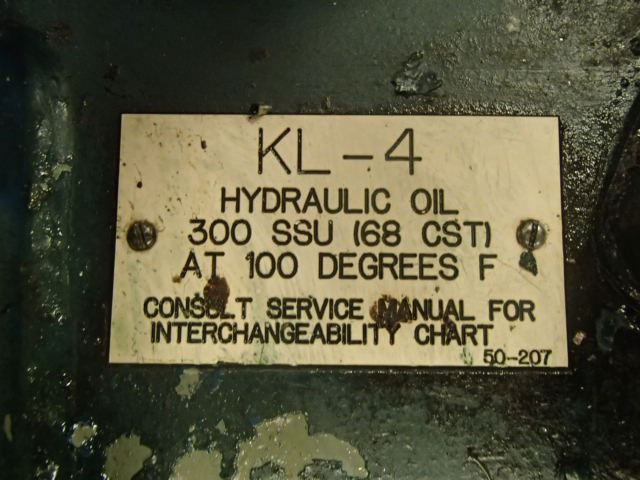 KL-4
HYDRAULIC OIL
300 SSU (68 CST)
AT 100 DEGREES F
CONSULT SERVICE MANUAL FOR
INTERCHANGEABILITY CHART
50-207